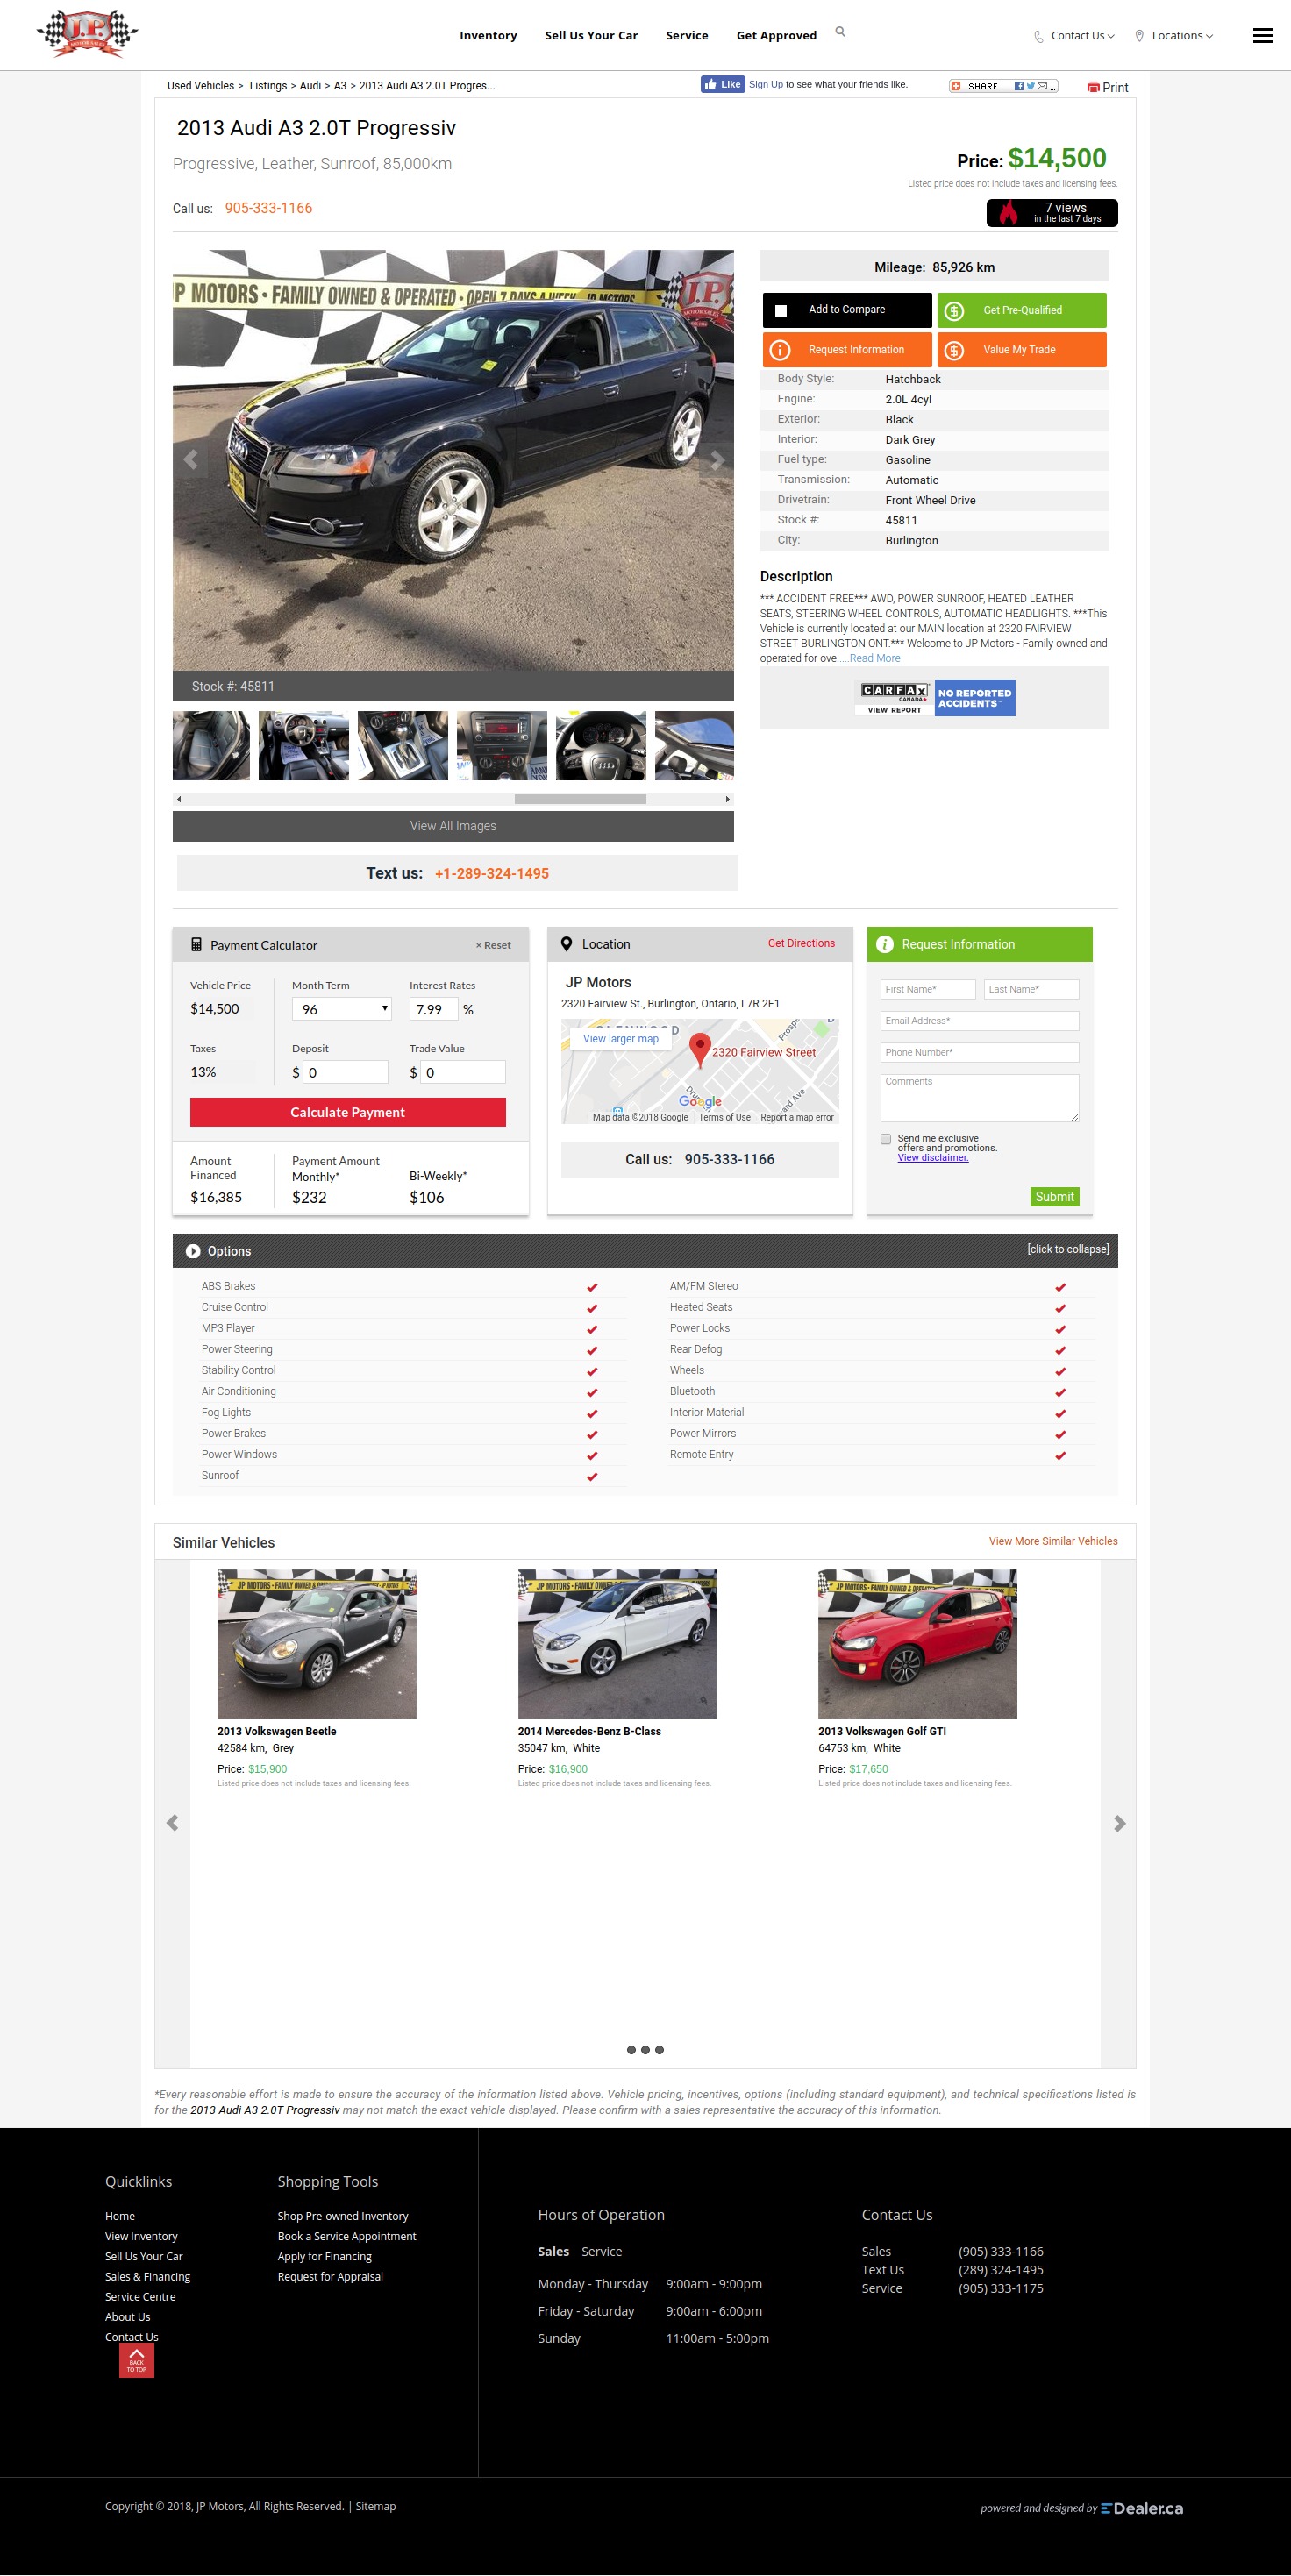 J.P.
MOTOR SALES
Inventory
Sell Us Your Car
Service
Get Approved
Contact Us
Locations
Used Vehicles > Listings > Audi > A3 > 2013 Audi A3 2.0T Progres...
Like
Sign Up to see what your friends like.
SHARE
Print
2013 Audi A3 2.0T Progressiv
Progressive, Leather, Sunroof, 85,000km
Price: $14,500
Listed price does not include taxes and licensing fees.
Call us: 905-333-1166
7 views
in the last 7 days
P MOTORS • FAMILY OWNED & OPERATED • OPEN 7 DAYS A WEEK JP MOTORS
J.P.
MOTOR SALES
Stock #: 45811
View All Images
Text us: +1-289-324-1495
Mileage: 85,926 km
Add to Compare
Get Pre-Qualified
Request Information
Value My Trade
Body Style: Hatchback
Engine: 2.0L 4cyl
Exterior: Black
Interior: Dark Grey
Fuel type: Gasoline
Transmission: Automatic
Drivetrain: Front Wheel Drive
Stock #: 45811
City: Burlington
Description
*** ACCIDENT FREE*** AWD, POWER SUNROOF, HEATED LEATHER
SEATS, STEERING WHEEL CONTROLS, AUTOMATIC HEADLIGHTS. ***This
Vehicle is currently located at our MAIN location at 2320 FAIRVIEW
STREET BURLINGTON ONT.*** Welcome to JP Motors - Family owned and
operated for ove.....Read More
CARFAX
CANADA
VIEW REPORT
NO REPORTED
ACCIDENTS™
Payment Calculator
× Reset
Vehicle Price
$14,500
Month Term
96
Interest Rates
7.99 %
Taxes
13%
Deposit
$ 0
Trade Value
$ 0
Calculate Payment
Amount
Financed
$16,385
Payment Amount
Monthly*
$232
Bi-Weekly*
$106
Location
Get Directions
JP Motors
2320 Fairview St., Burlington, Ontario, L7R 2E1
View larger map
2320 Fairview Street
Google
Map data ©2018 Google
Terms of Use
Report a map error
Call us: 905-333-1166
Request Information
First Name*
Last Name*
Email Address*
Phone Number*
Comments
Send me exclusive
offers and promotions.
View disclaimer.
Submit
Options
[click to collapse]
ABS Brakes
AM/FM Stereo
Cruise Control
Heated Seats
MP3 Player
Power Locks
Power Steering
Rear Defog
Stability Control
Wheels
Air Conditioning
Bluetooth
Fog Lights
Interior Material
Power Brakes
Power Mirrors
Power Windows
Remote Entry
Sunroof
Similar Vehicles
View More Similar Vehicles
2013 Volkswagen Beetle
42584 km, Grey
Price: $15,900
Listed price does not include taxes and licensing fees.
2014 Mercedes-Benz B-Class
35047 km, White
Price: $16,900
Listed price does not include taxes and licensing fees.
2013 Volkswagen Golf GTI
64753 km, White
Price: $17,650
Listed price does not include taxes and licensing fees.
*Every reasonable effort is made to ensure the accuracy of the information listed above. Vehicle pricing, incentives, options (including standard equipment), and technical specifications listed is
for the 2013 Audi A3 2.0T Progressiv may not match the exact vehicle displayed. Please confirm with a sales representative the accuracy of this information.
Quicklinks
Home
View Inventory
Sell Us Your Car
Sales & Financing
Service Centre
About Us
Contact Us
BACK
TO TOP
Shopping Tools
Shop Pre-owned Inventory
Book a Service Appointment
Apply for Financing
Request for Appraisal
Hours of Operation
Sales Service
Monday - Thursday 9:00am - 9:00pm
Friday - Saturday 9:00am - 6:00pm
Sunday 11:00am - 5:00pm
Contact Us
Sales (905) 333-1166
Text Us (289) 324-1495
Service (905) 333-1175
Copyright © 2018, JP Motors, All Rights Reserved. | Sitemap
powered and designed by EDealer.ca